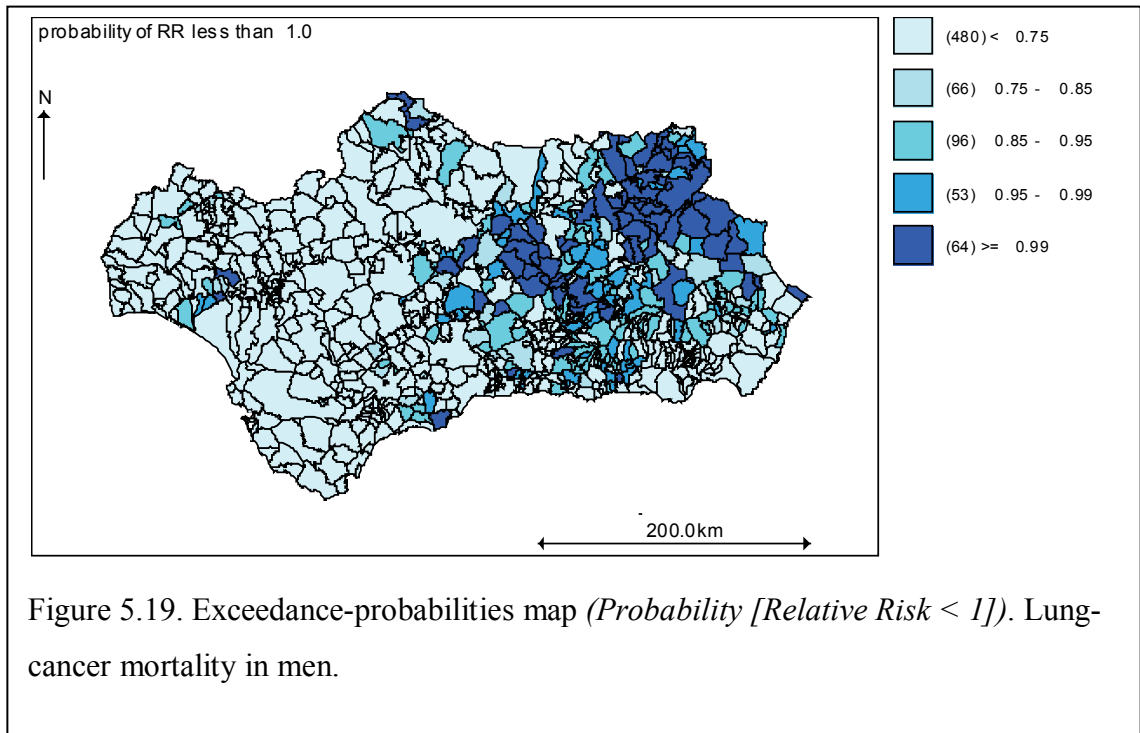 probability of RR less than 1.0
N
(480) < 0.75
(66) 0.75 - 0.85
(96) 0.85 - 0.95
(53) 0.95 - 0.99
(64) >= 0.99
200.0km
Figure 5.19. Exceedance-probabilities map (Probability [Relative Risk < 1]). Lung-
cancer mortality in men.